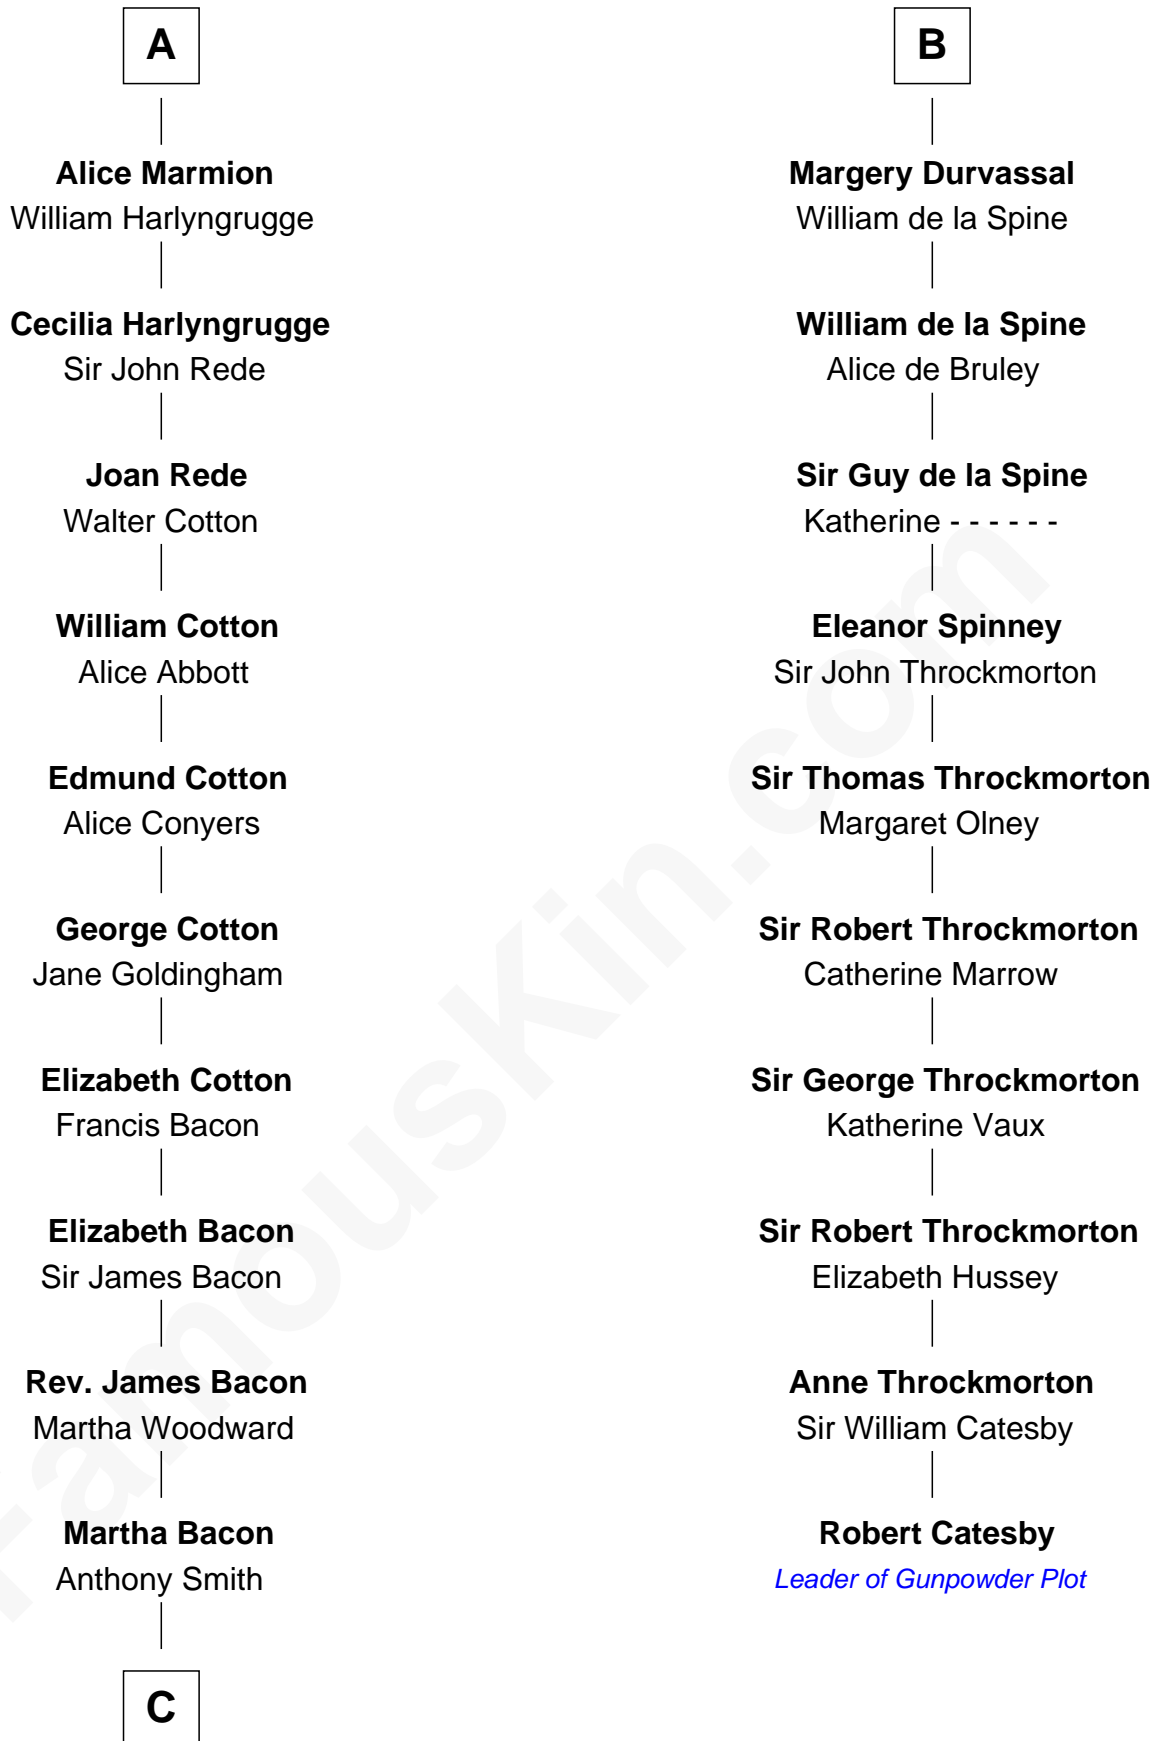 A
Alice Marmion
William Harlyngrugge
Cecilia Harlyngrugge
Sir John Rede
Joan Rede
Walter Cotton
William Cotton
Alice Abbott
Edmund Cotton
Alice Conyers
George Cotton
Jane Goldingham
Elizabeth Cotton
Francis Bacon
Elizabeth Bacon
Sir James Bacon
Rev. James Bacon
Martha Woodward
Martha Bacon
Anthony Smith
C
B
Margery Durvassal
William de la Spine
William de la Spine
Alice de Bruley
Sir Guy de la Spine
Katherine - - - - - -
Eleanor Spinney
Sir John Throckmorton
Sir Thomas Throckmorton
Margaret Olney
Sir Robert Throckmorton
Catherine Marrow
Sir George Throckmorton
Katherine Vaux
Sir Robert Throckmorton
Elizabeth Hussey
Anne Throckmorton
Sir William Catesby
Robert Catesby
Leader of Gunpowder Plot
FamousKin.com